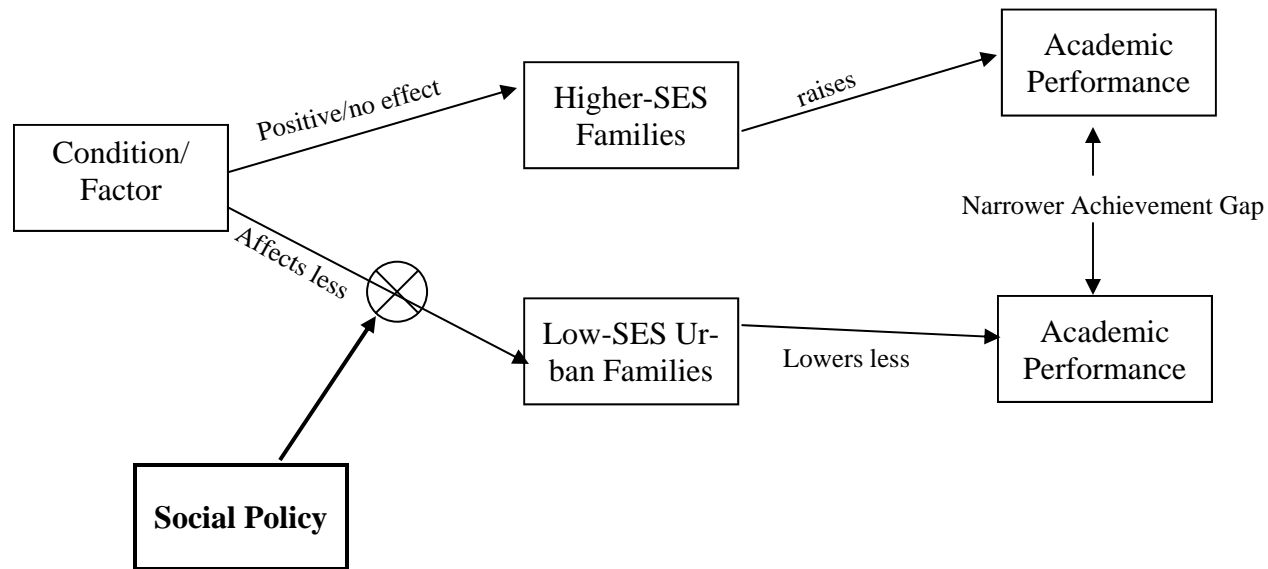 Academic
Performance
Positive/no effect
Higher-SES
Families
raises
Condition/
Factor
Narrower Achievement Gap
Affects less
Low-SES Ur-
ban Families
Lowers less
Academic
Performance
Social Policy